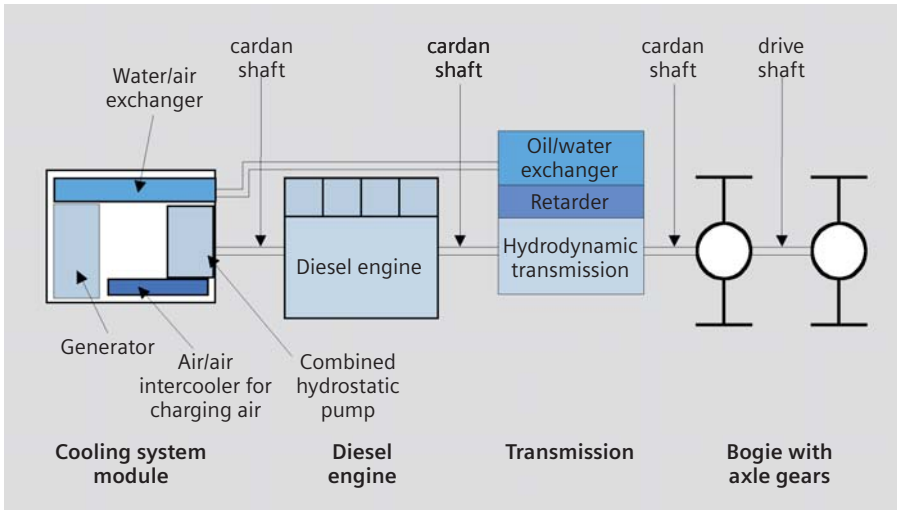 cardan
shaft
cardan
shaft
cardan
shaft
drive
shaft
Water/air
exchanger
Oil/water
exchanger
Retarder
Hydrodynamic
transmission
Diesel engine
Generator
Air/air
intercooler for
charging air
Combined
hydrostatic
pump
Cooling system
module
Diesel
engine
Transmission
Bogie with
axle gears